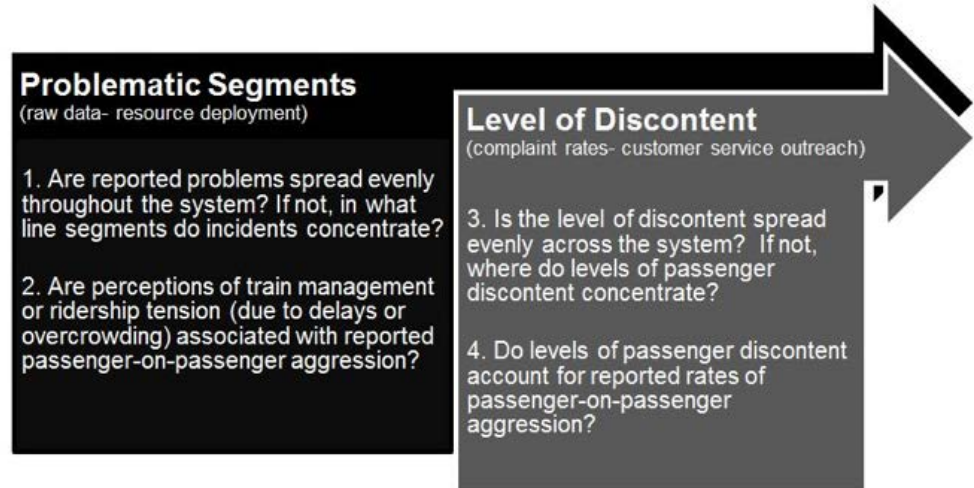 Problematic Segments
(raw data- resource deployment)
1. Are reported problems spread evenly
throughout the system? If not, in what
line segments do incidents concentrate?
2. Are perceptions of train management
or ridership tension (due to delays or
overcrowding) associated with reported
passenger-on-passenger aggression?
Level of Discontent
(complaint rates- customer service outreach)
3. Is the level of discontent spread
evenly across the system? If not,
where do levels of passenger
discontent concentrate?
4. Do levels of passenger discontent
account for reported rates of
passenger-on-passenger
aggression?